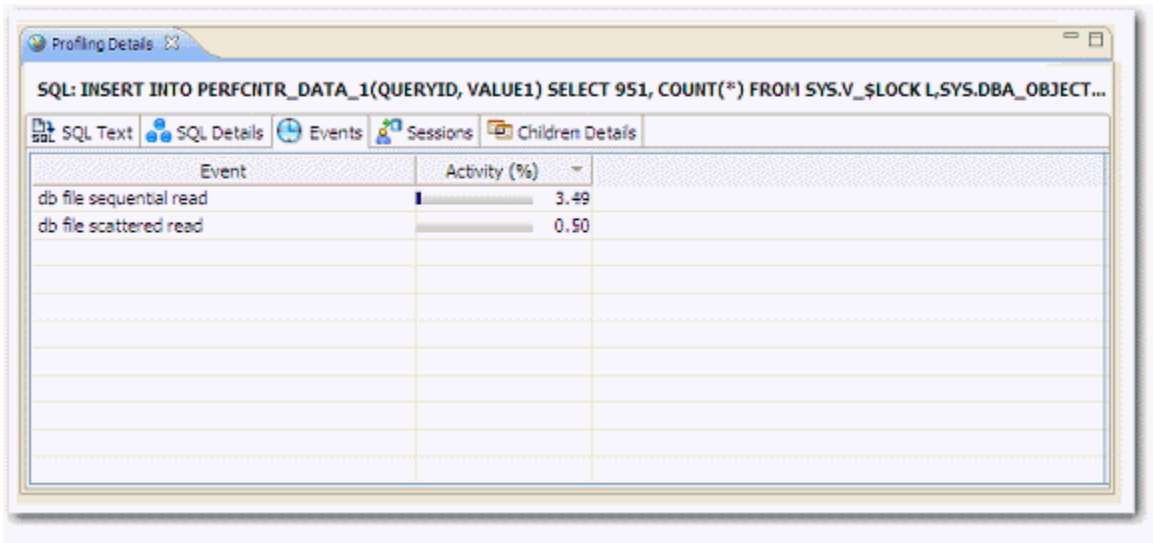 Profiling Details
SQL: INSERT INTO PERFCNTR_DATA_1(QUERYID, VALUE1) SELECT 951, COUNT(*) FROM SYS.V_$LOCK L,SYS.DBA_OBJECT...
SQL Text SQL Details Events Sessions Children Details
Event Activity (%)
db file sequential read 3.49
db file scattered read 0.50